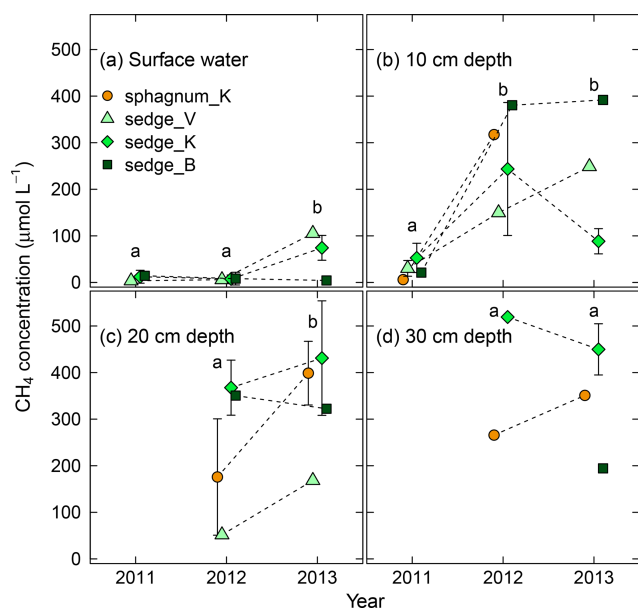 (a) Surface water
sphagnum_K
sedge_V
sedge_K
sedge_B
a
a
b
500
400
300
200
100
0
(b) 10 cm depth
a
b
b
(c) 20 cm depth
a
b
500
400
300
200
100
0
2011
2012
2013
(d) 30 cm depth
a
a
2011
2012
2013
CH₄ concentration (μmol L⁻¹)
Year